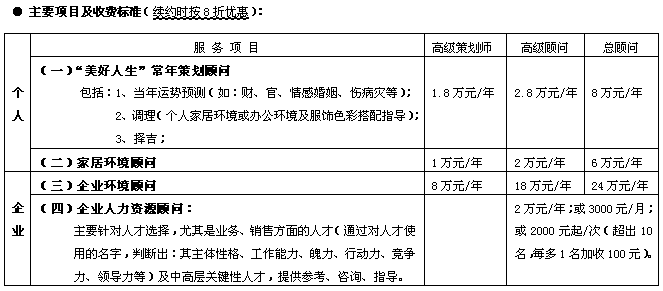 ● 主要项目及收费标准（续约时按8折优惠）：
服 务 项 目 高级策划师 高级顾问 总顾问
个人
（一）“美好人生”常年策划顾问
包括：1、当年运势预测（如：财、官、情感婚姻、伤病灾等）；
2、调理（个人家居环境或办公环境及服饰色彩搭配指导）；
3、择吉；
1.8 万元/年 2.8 万元/年 8 万元/年
（二）家居环境顾问 1 万元/年 2 万元/年 6 万元/年
企业
（三）企业环境顾问 8 万元/年 18 万元/年 24 万元/年
（四）企业人力资源顾问：
主要针对人才选择，尤其是业务、销售方面的人才（通过对人才使
用的名字，判断出：其主体性格、工作能力、魄力、行动力、竞争
力、领导力等）及中高层关键性人才，提供参考、咨询、指导。
2 万元/年；或 3000 元/月；
或 2000 元起/次（超出 10
名，每多 1 名加收 100 元）。